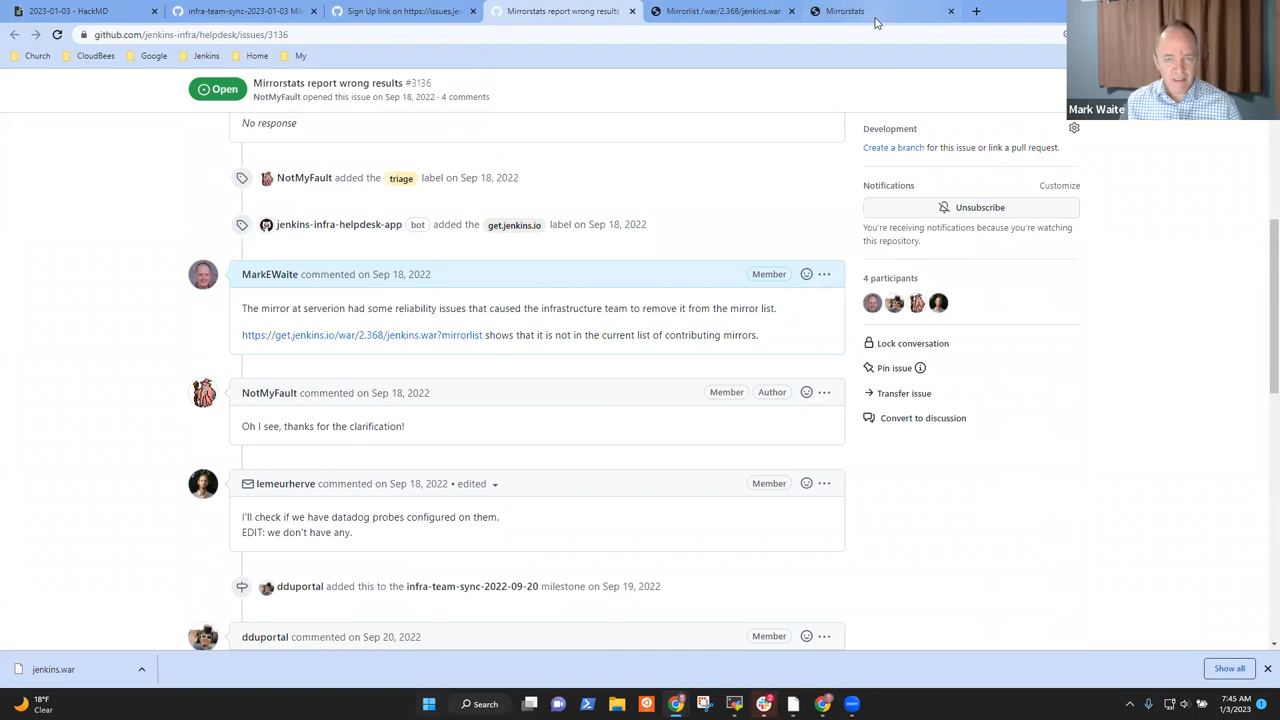 2023-01-03 - HackMD
infra-team-sync-2023-01-03 Mile
Sign Up link on https://issues.jen
Mirrorstats report wrong results
Mirrorlist /war/2.368/jenkins.war
Mirrorstats
github.com/jenkins-infra/helpdesk/issues/3136
Church
CloudBees
Google
Jenkins
Home
My
Mark Waite
Open
Mirrorstats report wrong results #3136
NotMyFault opened this issue on Sep 18, 2022 · 4 comments
No response
NotMyFault added the triage label on Sep 18, 2022
jenkins-infra-helpdesk-app bot added the get.jenkins.io label on Sep 18, 2022
MarkEWaite commented on Sep 18, 2022
Member
The mirror at serverion had some reliability issues that caused the infrastructure team to remove it from the mirror list.
https://get.jenkins.io/war/2.368/jenkins.war?mirrorlist shows that it is not in the current list of contributing mirrors.
NotMyFault commented on Sep 18, 2022
Member Author
Oh I see, thanks for the clarification!
lemeurherve commented on Sep 18, 2022 • edited
Member
I'll check if we have datadog probes configured on them.
EDIT: we don't have any.
dduportal added this to the infra-team-sync-2022-09-20 milestone on Sep 19, 2022
dduportal commented on Sep 20, 2022
Member
Development
Create a branch for this issue or link a pull request.
Notifications
Customize
Unsubscribe
You're receiving notifications because you're watching
this repository.
4 participants
Lock conversation
Pin issue
Transfer issue
Convert to discussion
jenkins.war
Show all
18°F
Clear
Search
7:45 AM
1/3/2023